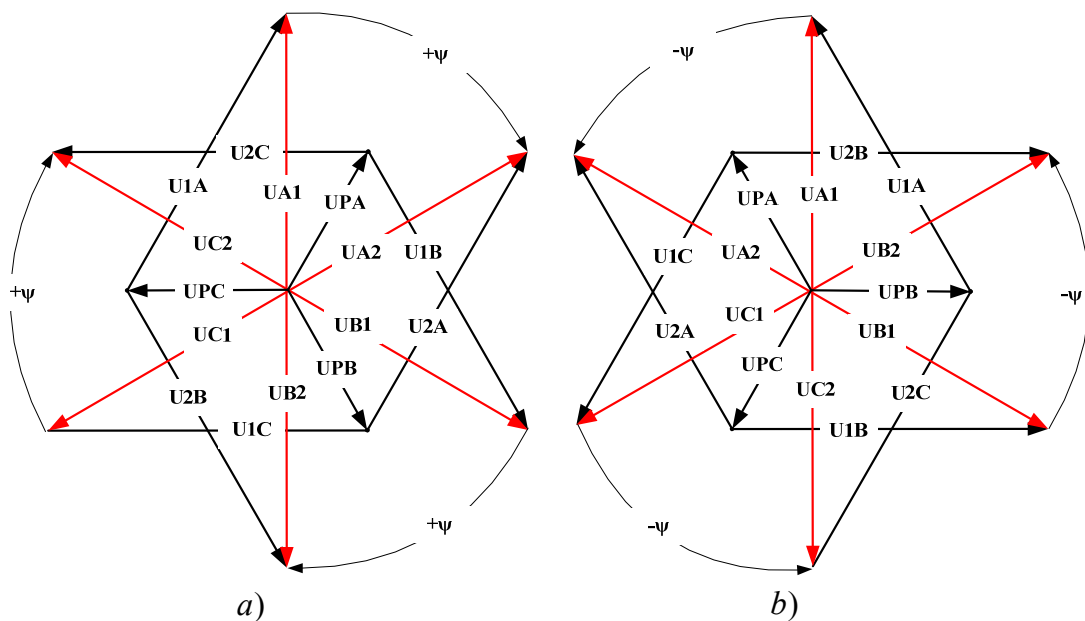 +ψ
U2C
U1A
UA1
UPA
UC2
UA2
U1B
+ψ
UPC
UC1
UB1
U2A
UPB
U2B
UB2
U1C
+ψ
a)
-ψ
U2B
UPA
UA1
U1A
U1C
UA2
UB2
UPB
-ψ
UC1
UB1
U2A
UPC
UC2
U2C
U1B
-ψ
b)